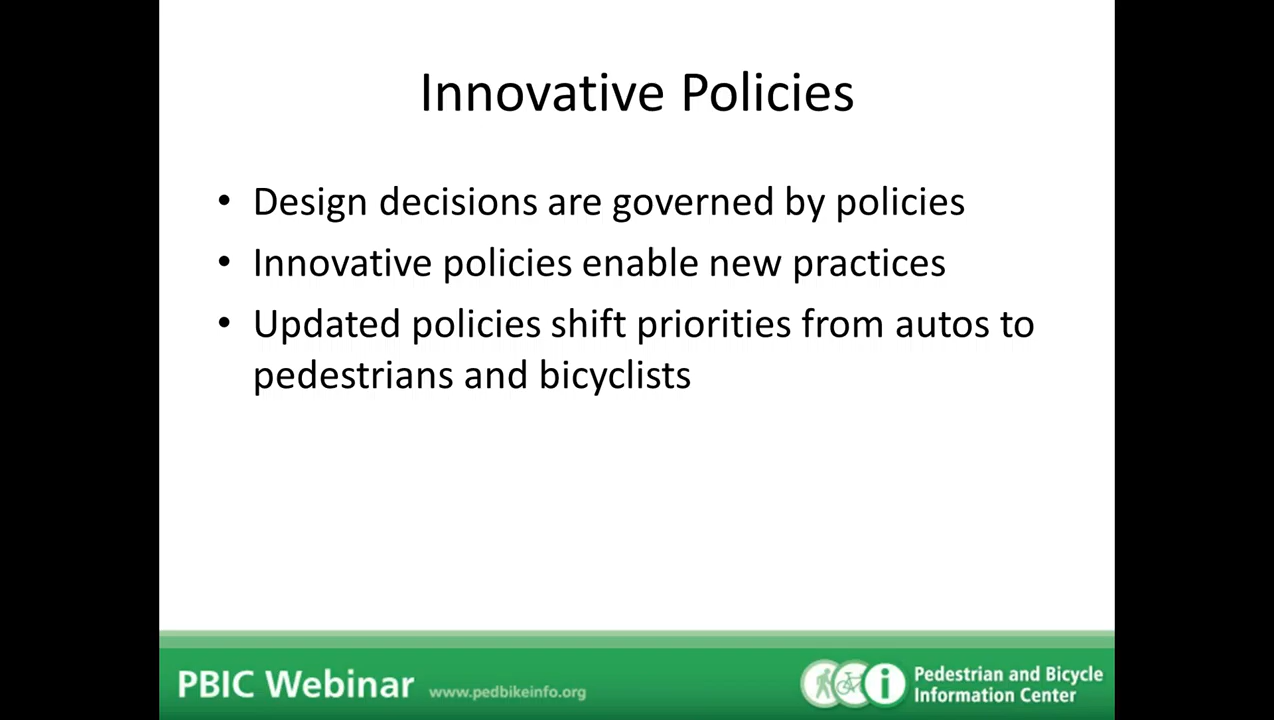 Innovative Policies
• Design decisions are governed by policies
• Innovative policies enable new practices
• Updated policies shift priorities from autos to
pedestrians and bicyclists
PBIC Webinar www.pedbikeinfo.org
Pedestrian and Bicycle
Information Center